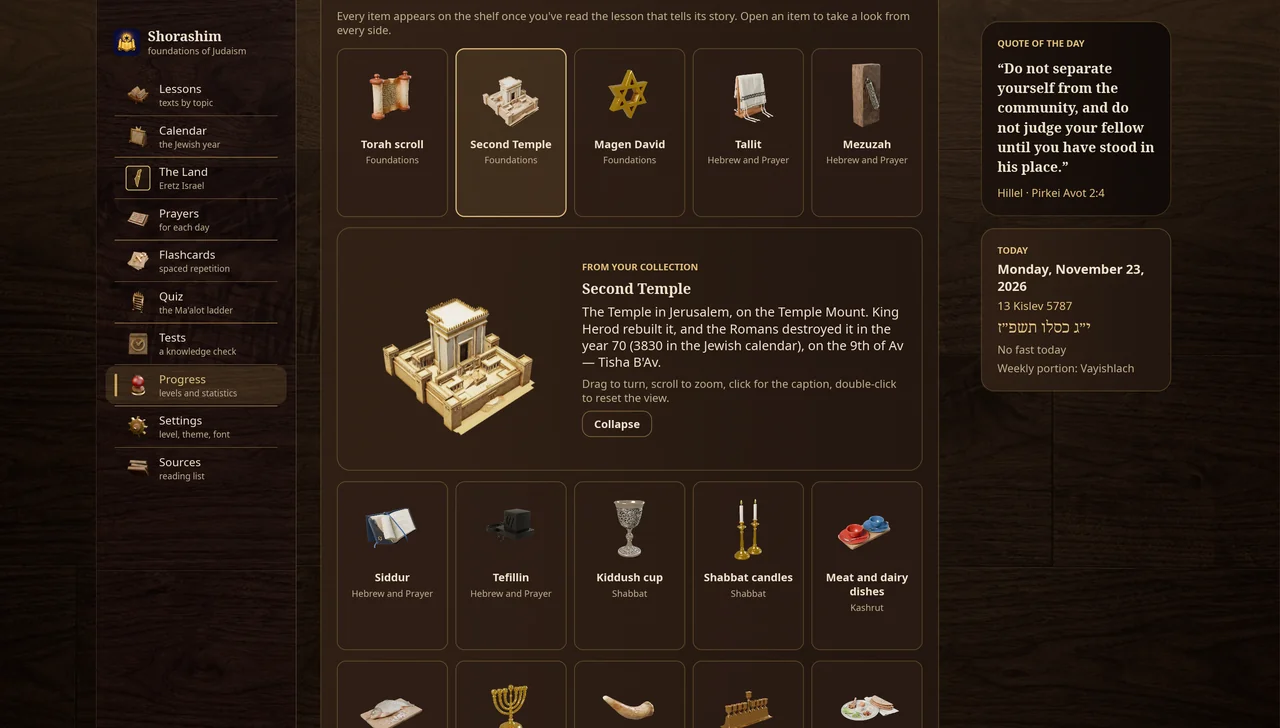 Shorashim
foundations of Judaism
Lessons
texts by topic
Calendar
the Jewish year
The Land
Eretz Israel
Prayers
for each day
Flashcards
spaced repetition
Quiz
the Ma'alot ladder
Tests
a knowledge check
Progress
levels and statistics
Settings
level, theme, font
Sources
reading list
Every item appears on the shelf once you've read the lesson that tells its story. Open an item to take a look from
every side.
Torah scroll
Foundations
Second Temple
Foundations
Magen David
Foundations
Tallit
Hebrew and Prayer
Mezuzah
Hebrew and Prayer
FROM YOUR COLLECTION
Second Temple
The Temple in Jerusalem, on the Temple Mount. King
Herod rebuilt it, and the Romans destroyed it in the
year 70 (3830 in the Jewish calendar), on the 9th of Av
— Tisha B'Av.
Drag to turn, scroll to zoom, click for the caption, double-click
to reset the view.
Collapse
Siddur
Hebrew and Prayer
Tefillin
Hebrew and Prayer
Kiddush cup
Shabbat
Shabbat candles
Shabbat
Meat and dairy
dishes
Kashrut
QUOTE OF THE DAY
“Do not separate
yourself from the
community, and do
not judge your fellow
until you have stood in
his place.”
Hillel · Pirkei Avot 2:4
TODAY
Monday, November 23,
2026
13 Kislev 5787
י״ג כסלו תשפ״ז
No fast today
Weekly portion: Vayishlach